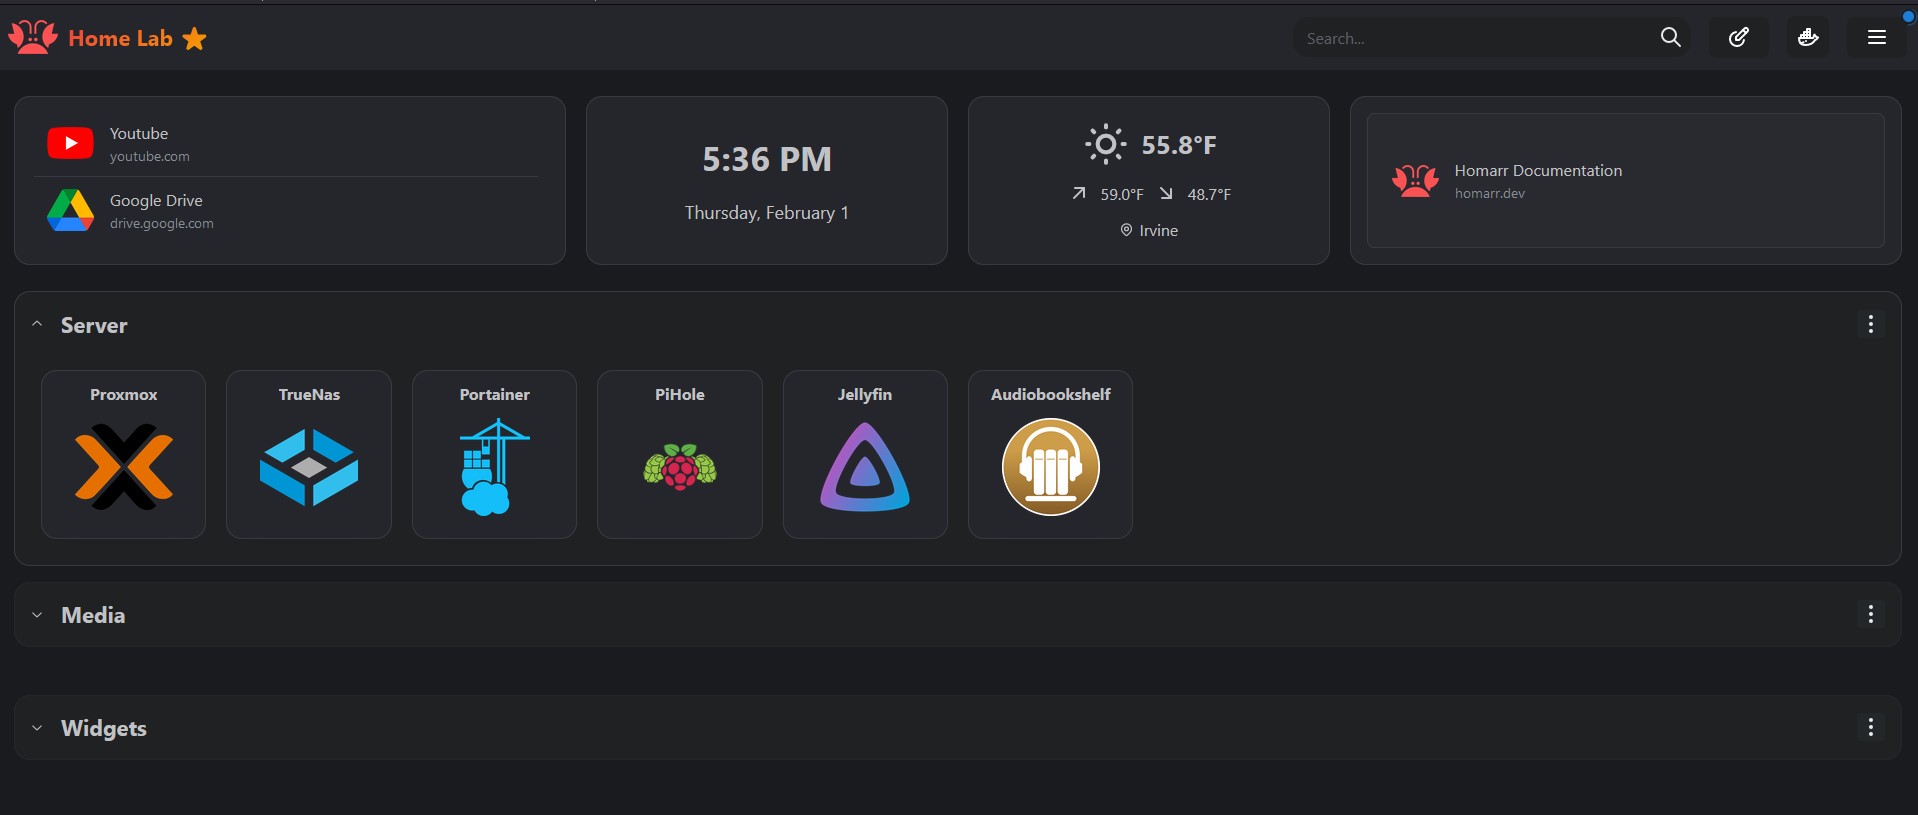 Home Lab
Search...
Youtube
youtube.com
Google Drive
drive.google.com
5:36 PM
Thursday, February 1
55.8°F
59.0°F 48.7°F
Irvine
Homarr Documentation
homarr.dev
Server
Proxmox
TrueNas
Portainer
PiHole
Jellyfin
Audiobookshelf
Media
Widgets